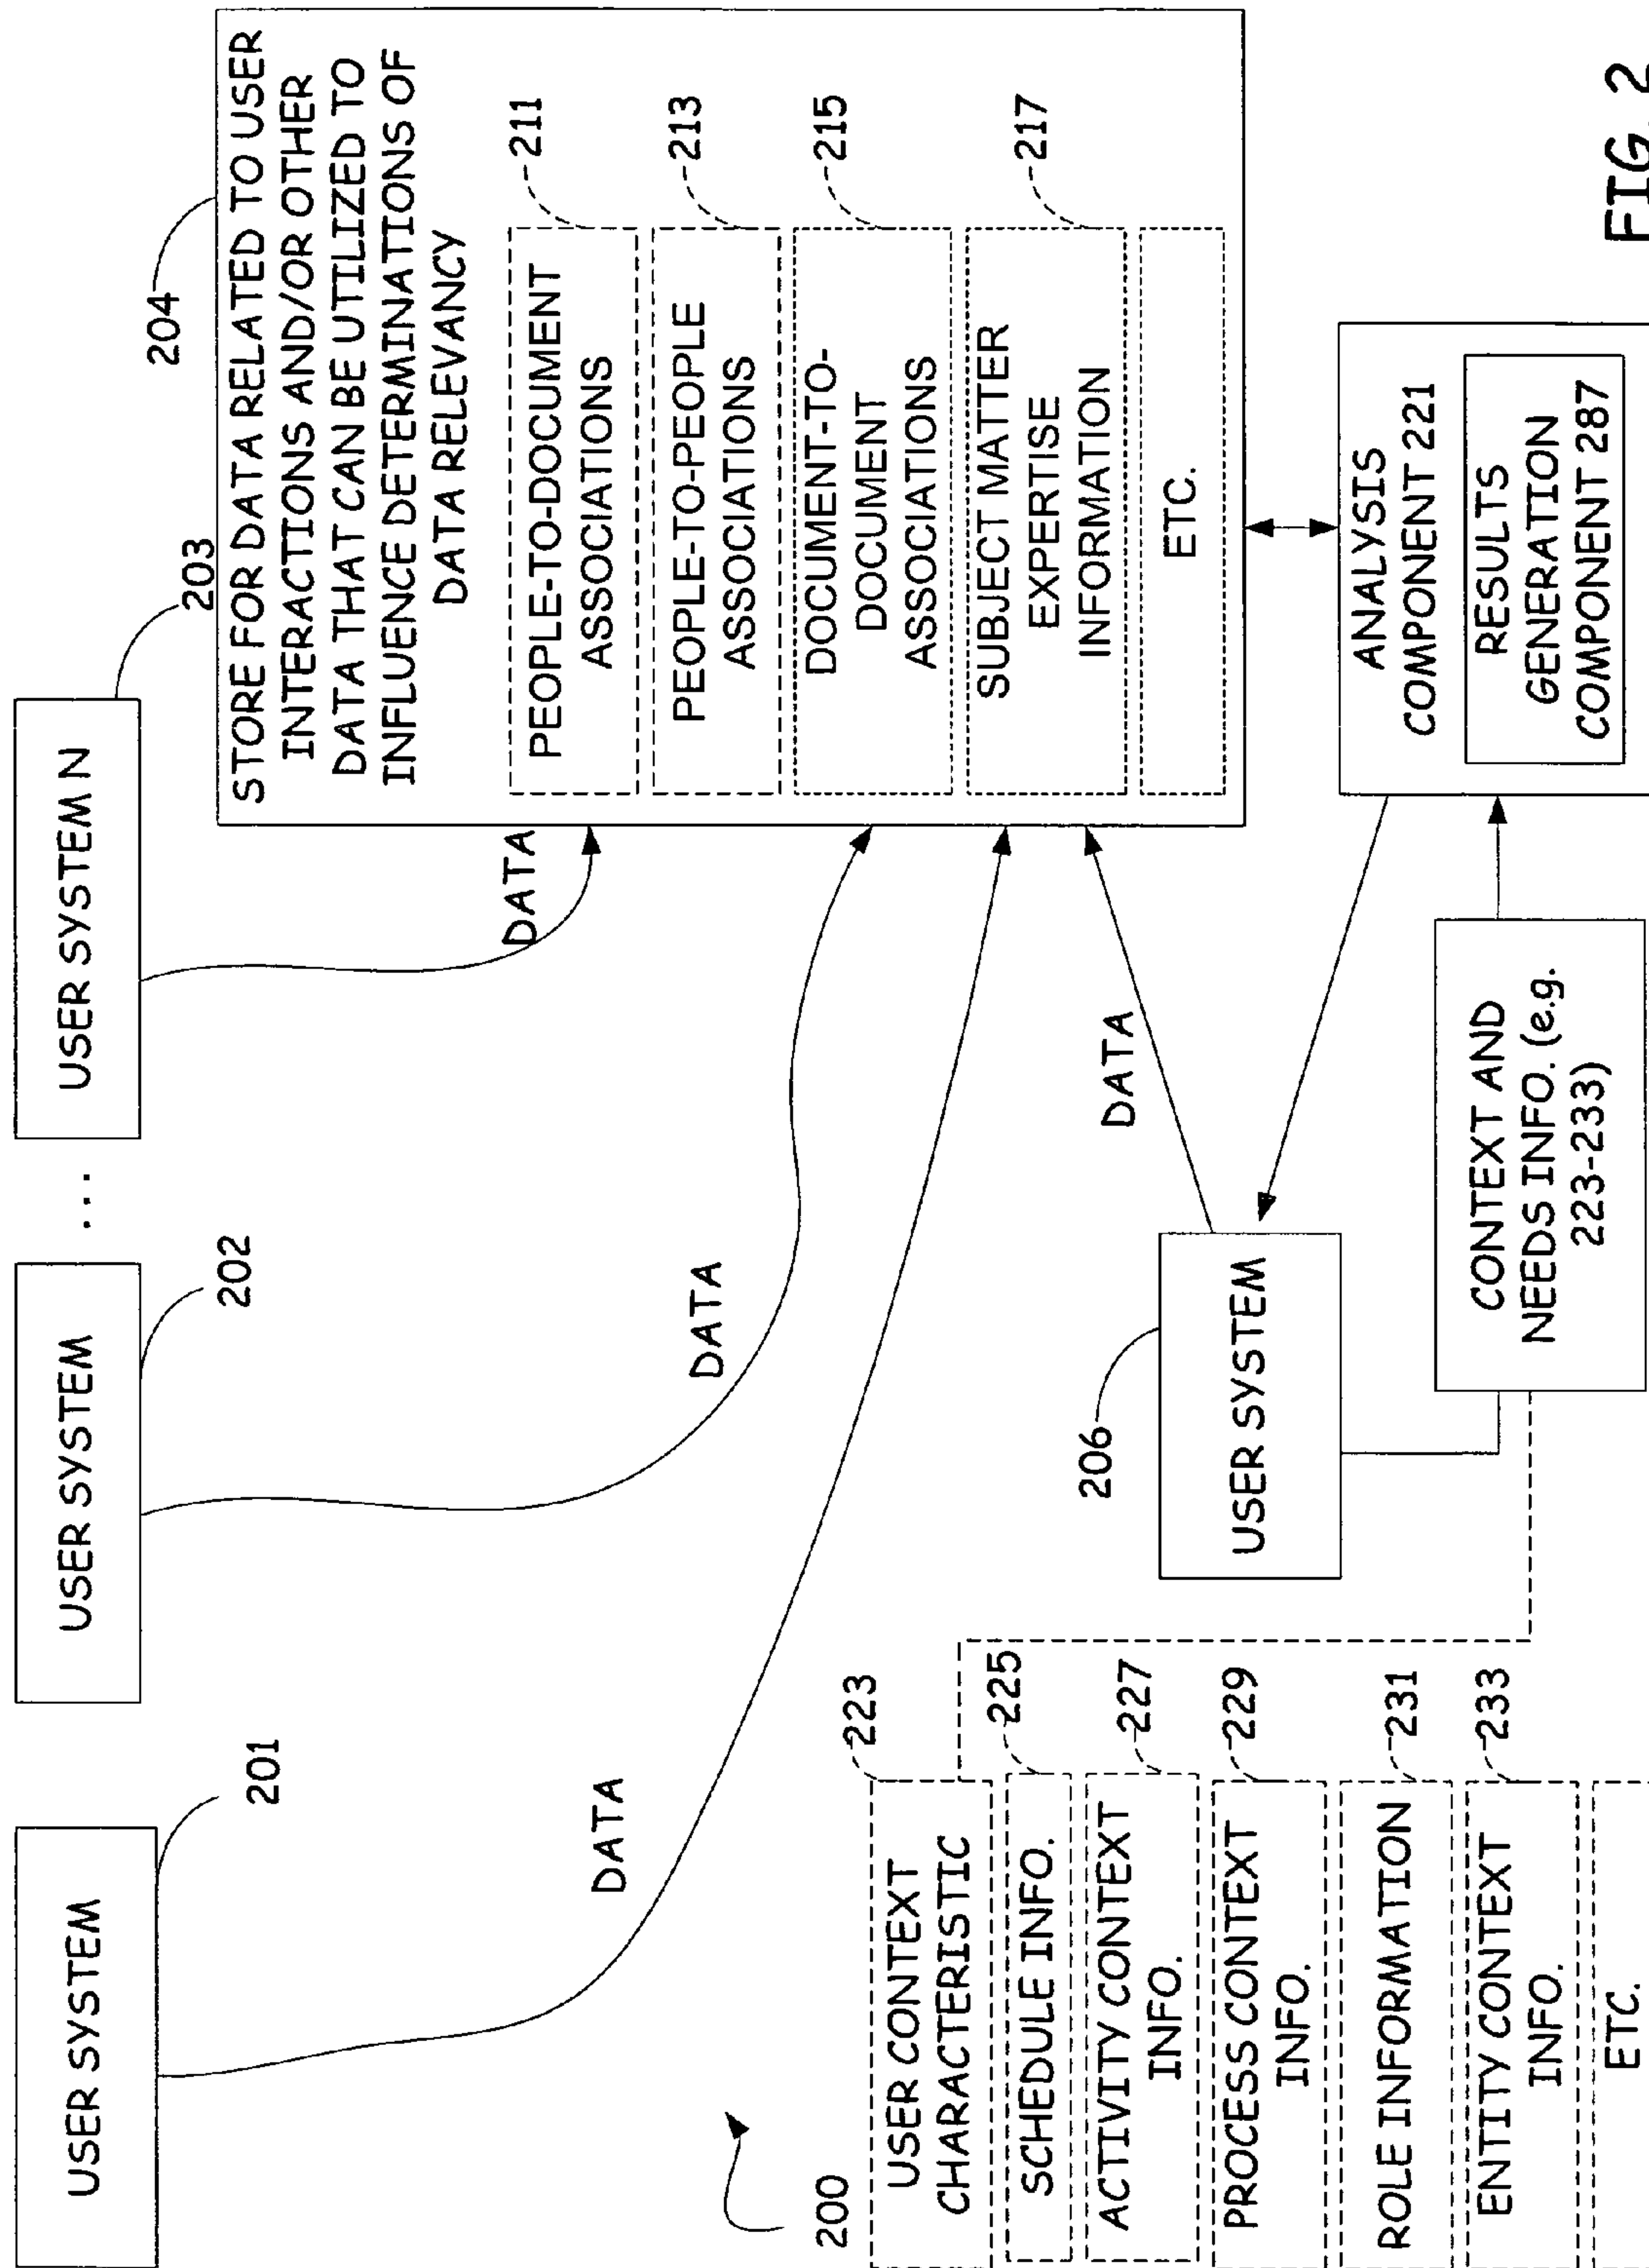 USER SYSTEM
201
USER SYSTEM
202
...
USER SYSTEM N
203
204
STORE FOR DATA RELATED TO USER
INTERACTIONS AND/OR OTHER
DATA THAT CAN BE UTILIZED TO
INFLUENCE DETERMINATIONS OF
DATA RELEVANCY
PEOPLE-TO-DOCUMENT
ASSOCIATIONS
211
PEOPLE-TO-PEOPLE
ASSOCIATIONS
213
DOCUMENT-TO-
DOCUMENT
ASSOCIATIONS
215
SUBJECT MATTER
EXPERTISE
INFORMATION
217
ETC.
DATA
DATA
DATA
DATA
200
USER CONTEXT
CHARACTERISTIC
223
SCHEDULE INFO.
225
ACTIVITY CONTEXT
INFO.
227
PROCESS CONTEXT
INFO.
229
ROLE INFORMATION
231
ENTITY CONTEXT
INFO.
233
ETC.
206
USER SYSTEM
CONTEXT AND
NEEDS INFO. (e.g.
223-233)
ANALYSIS
COMPONENT 221
RESULTS
GENERATION
COMPONENT 287
FIG. 2